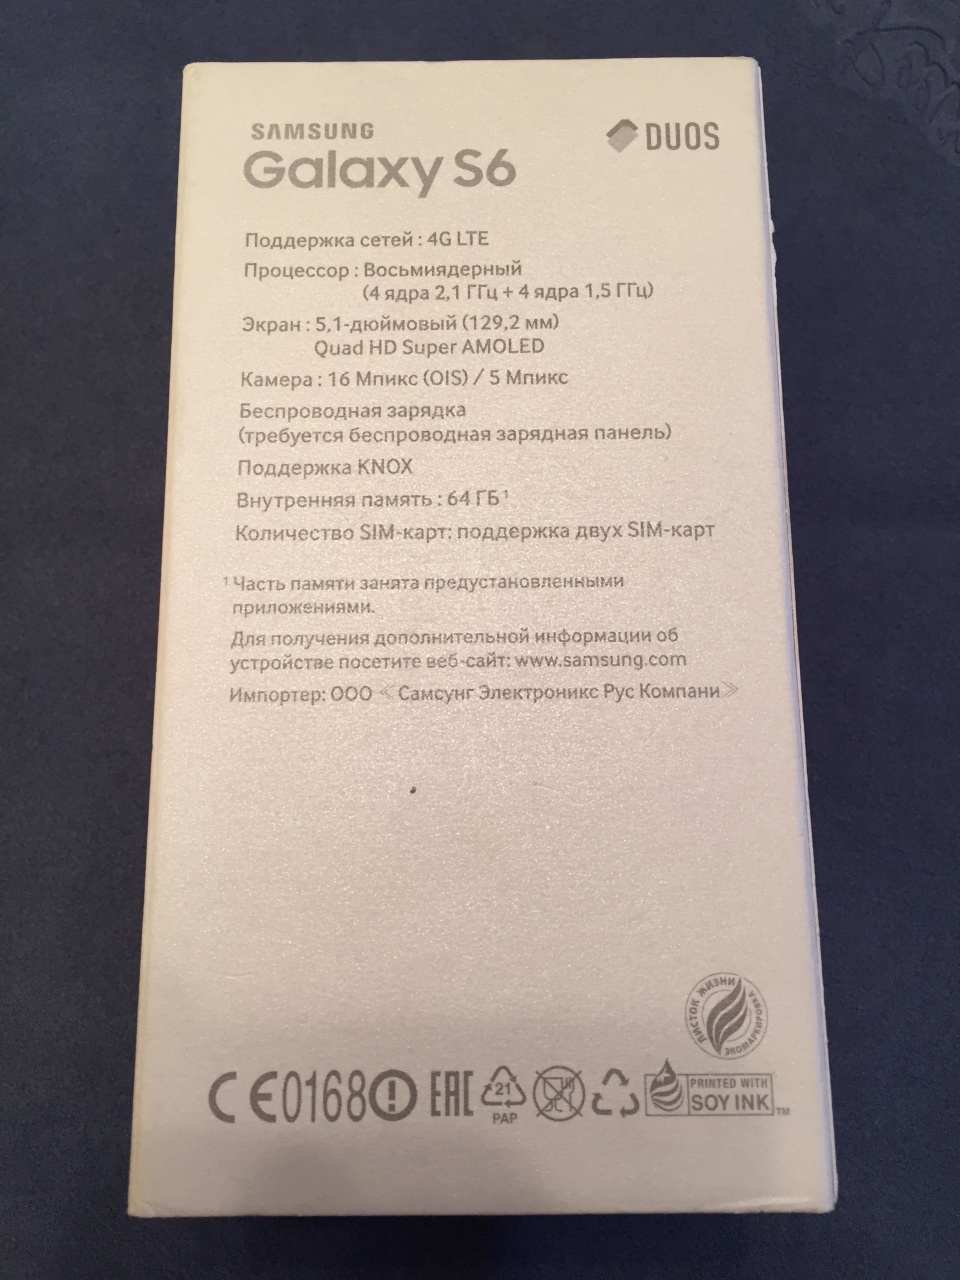 SAMSUNG
Galaxy S6
DUOS
Поддержка сетей : 4G LTE
Процессор : Восьмиядерный
(4 ядра 2,1 ГГц + 4 ядра 1,5 ГГц)
Экран : 5,1-дюймовый (129,2 мм)
Quad HD Super AMOLED
Камера : 16 Мпикс (OIS) / 5 Мпикс
Беспроводная зарядка
(требуется беспроводная зарядная панель)
Поддержка KNOX
Внутренняя память : 64 ГБ¹
Количество SIM-карт: поддержка двух SIM-карт
¹ Часть памяти занята предустановленными
приложениями.
Для получения дополнительной информации об
устройстве посетите веб-сайт: www.samsung.com
Импортер: ООО ≪Самсунг Электроникс Рус Компани≫
ЛИСТОК ЖИЗНИ
ЭКОМАРКИРОВКА
CE0168 EAC
21
PAP
PRINTED WITH
SOY INK™